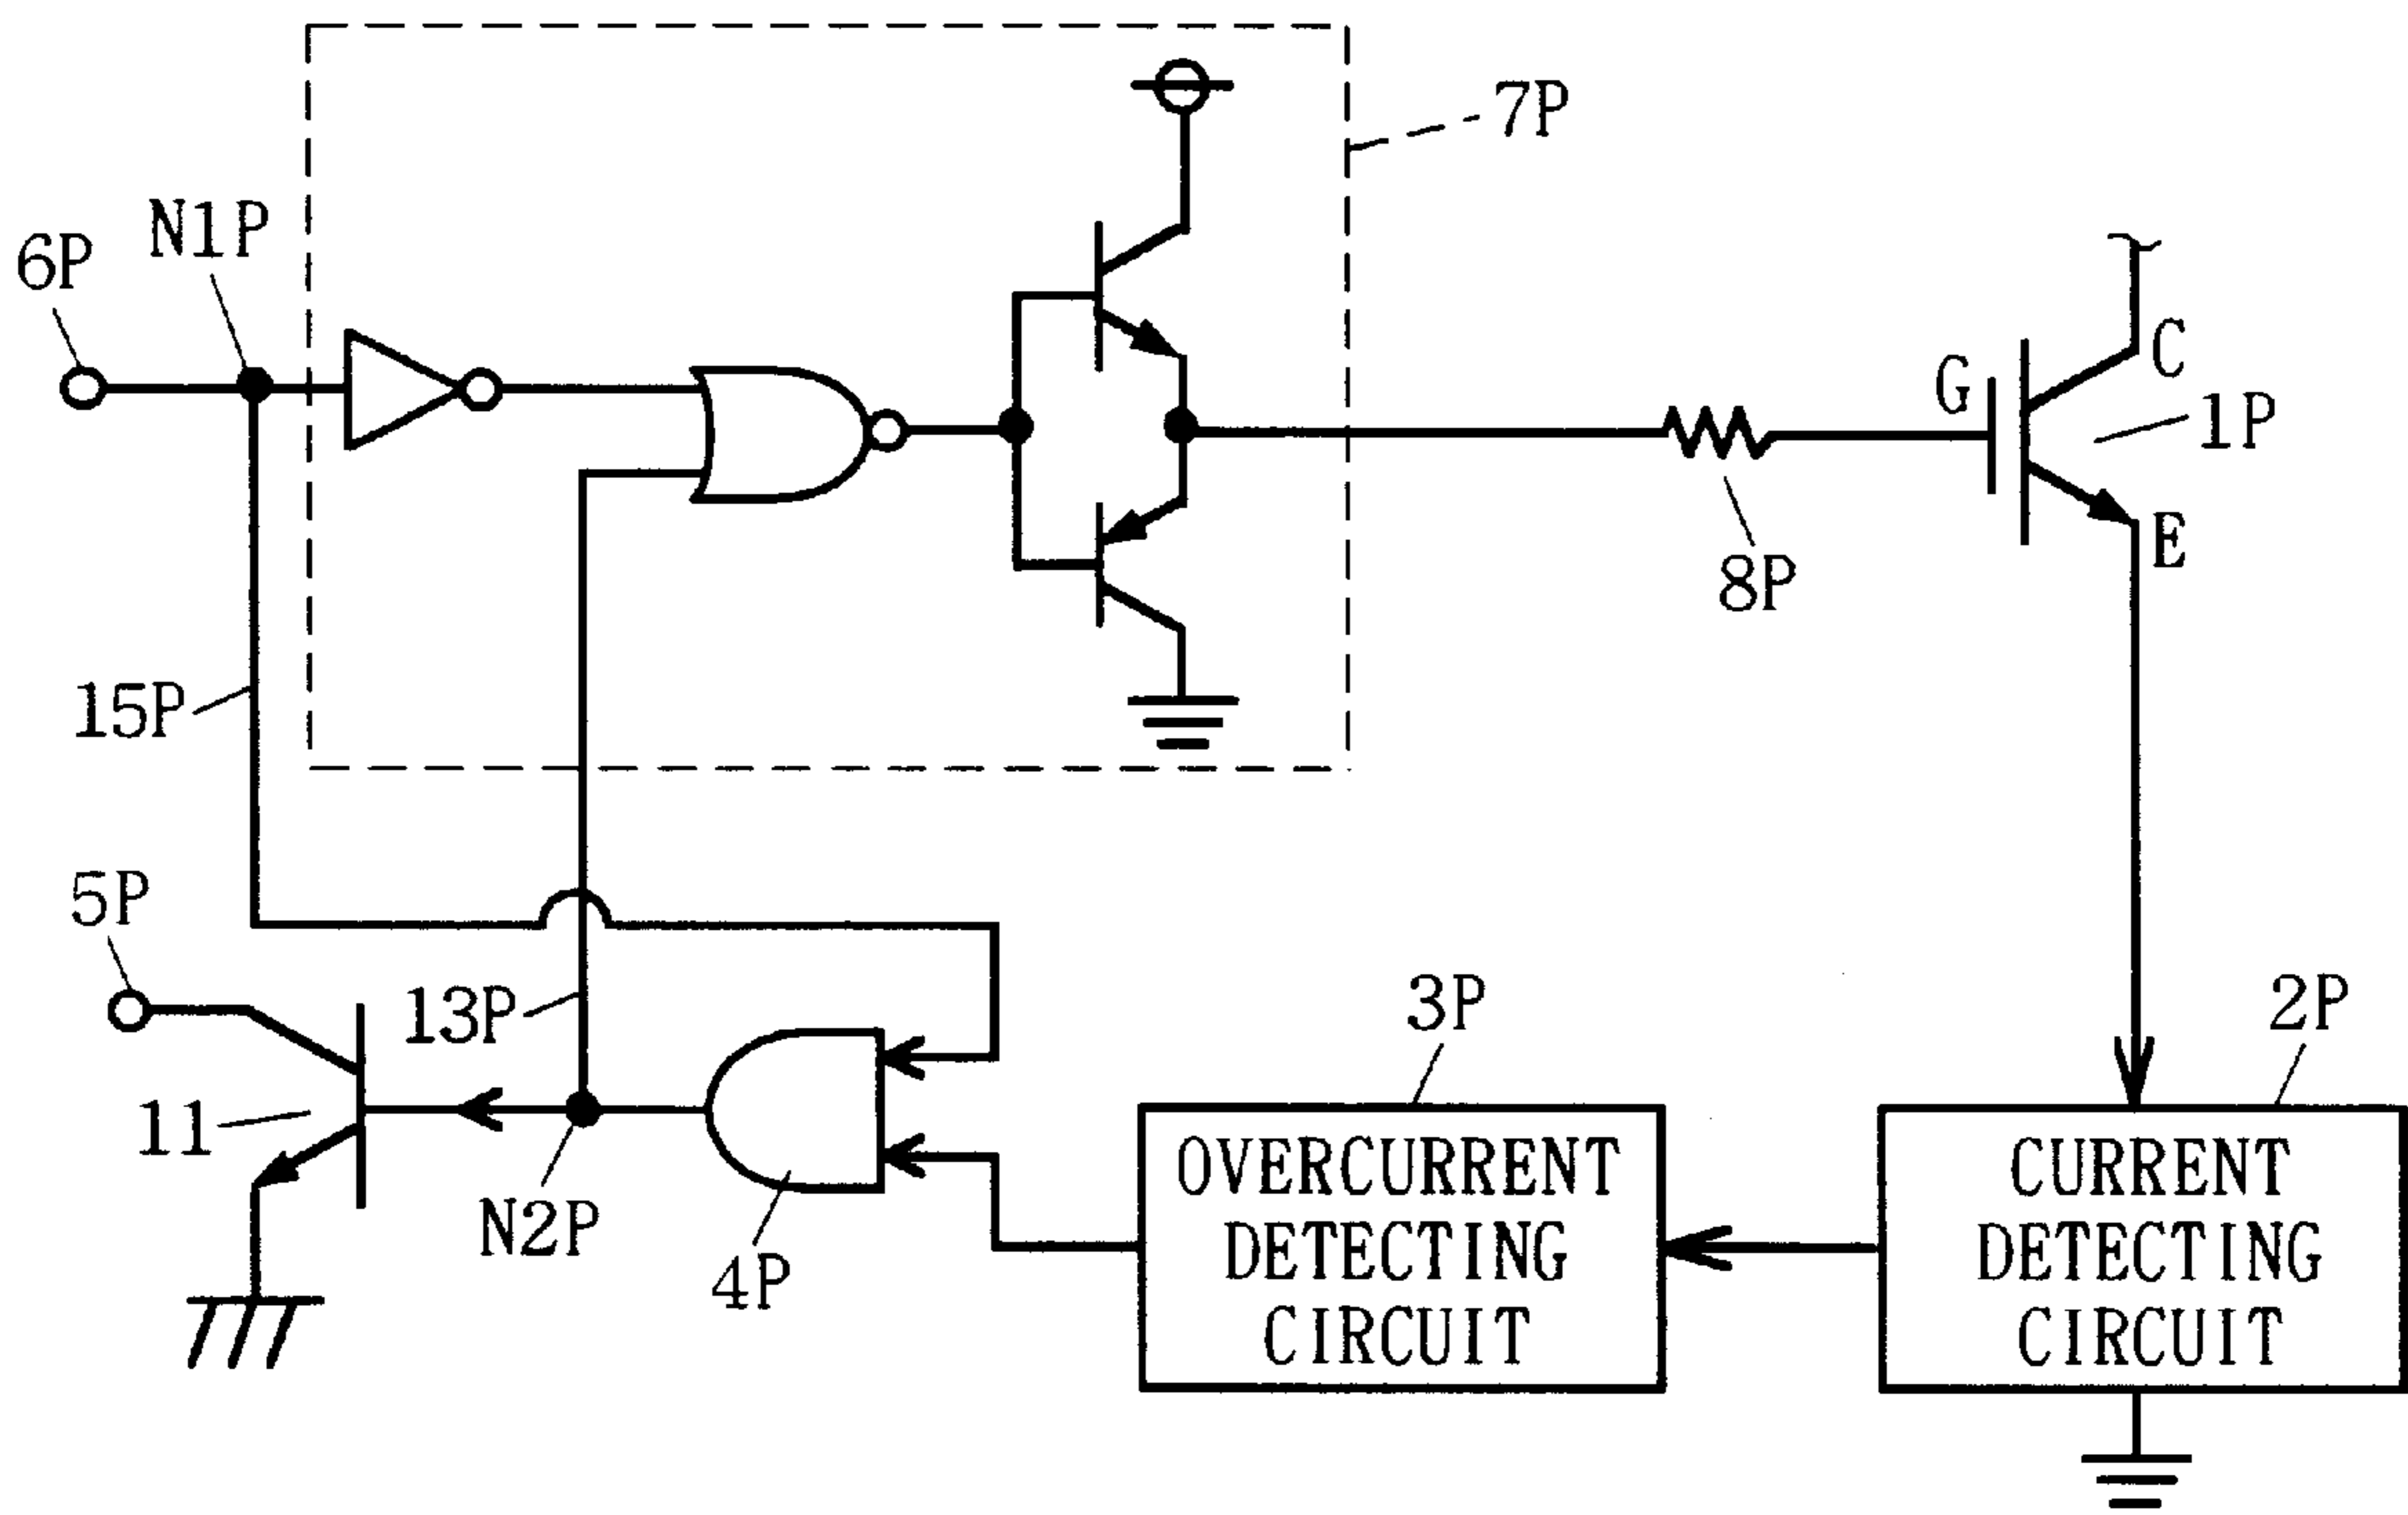 7P
N1P
6P
C
G
1P
E
8P
15P
5P
13P
3P
2P
11
OVERCURRENT
DETECTING
CIRCUIT
CURRENT
DETECTING
CIRCUIT
N2P
4P